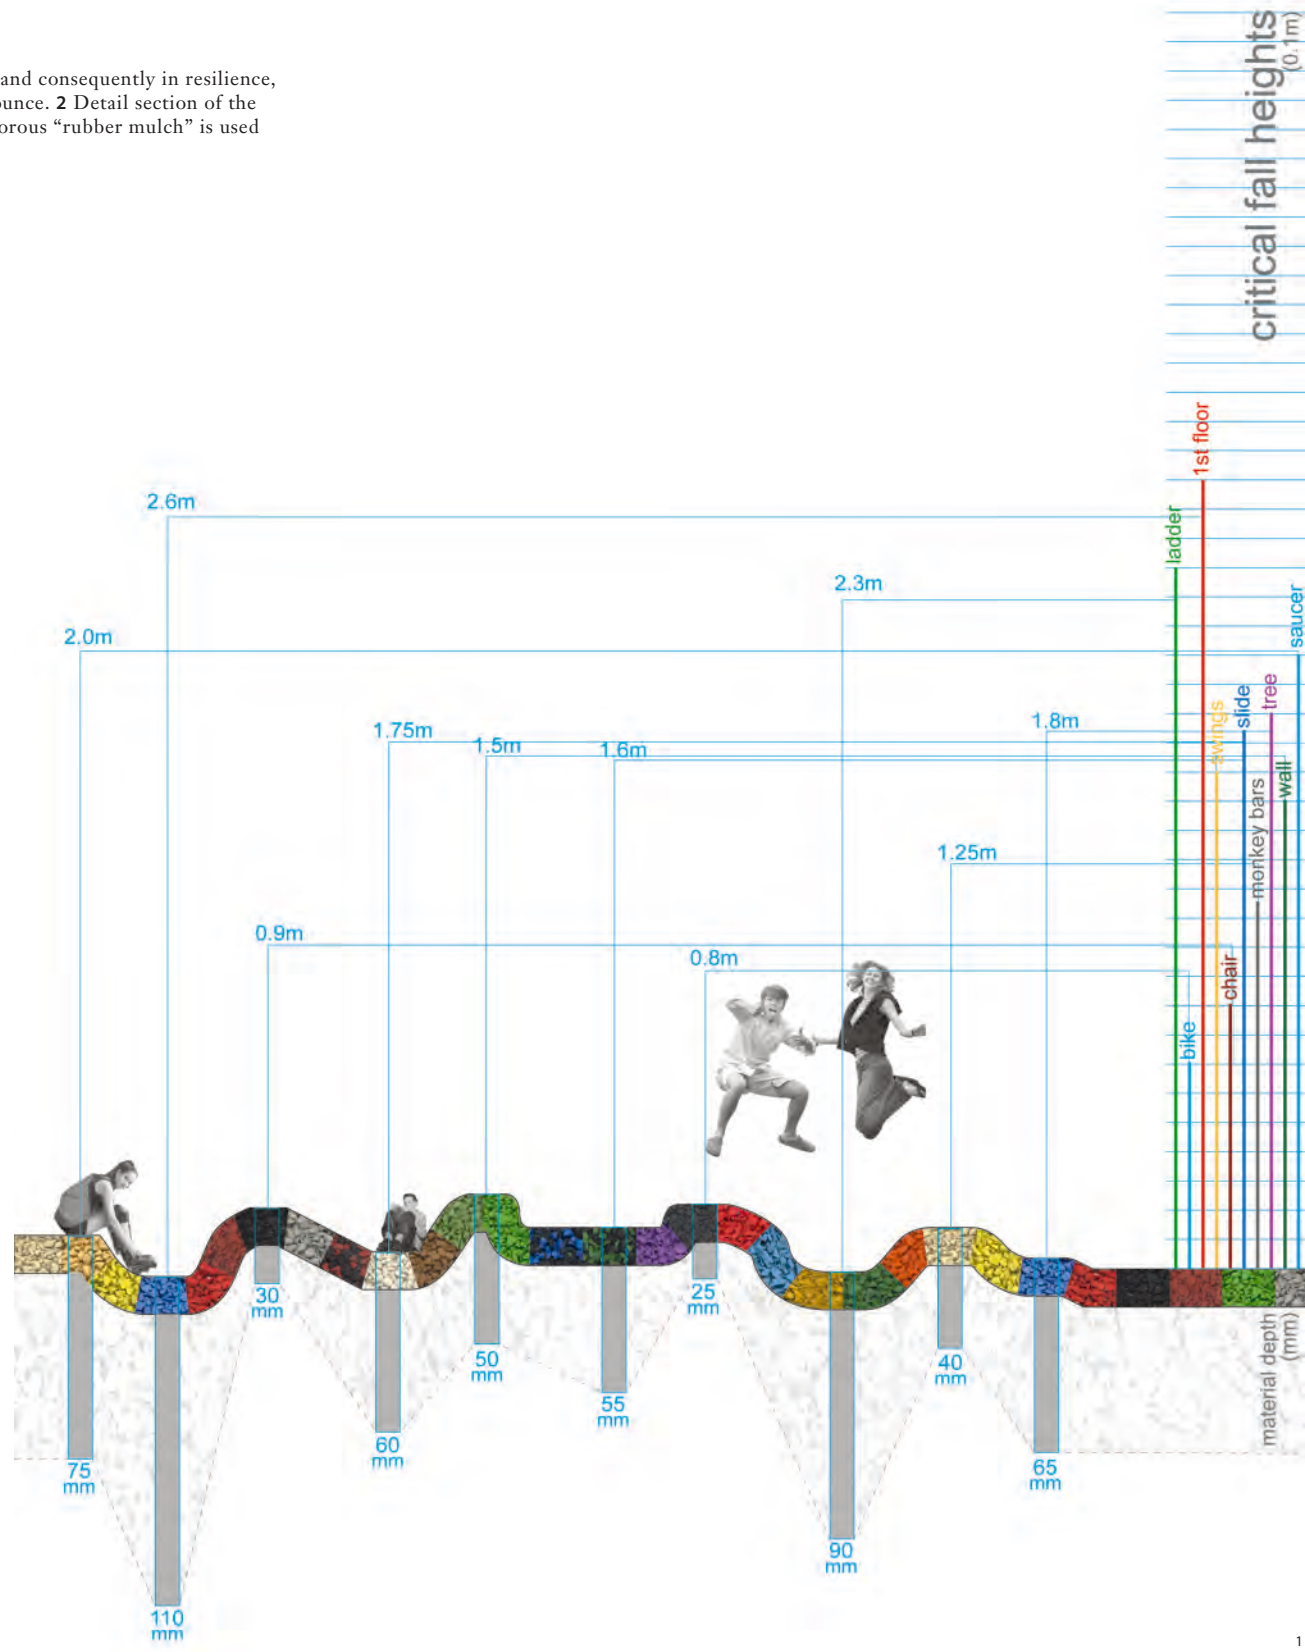 and consequently in resilience,
ounce. 2 Detail section of the
orous “rubber mulch” is used
critical fall heights
(0.1m)
1st floor
2.6m
ladder
2.3m
saucer
2.0m
tree
slide
swings
1.8m
1.75m
1.5m
1.6m
wall
monkey bars
1.25m
0.9m
0.8m
chair
bike
30
mm
25
mm
material depth
(mm)
50
mm
40
mm
55
mm
60
mm
75
mm
65
mm
90
mm
110
mm
1